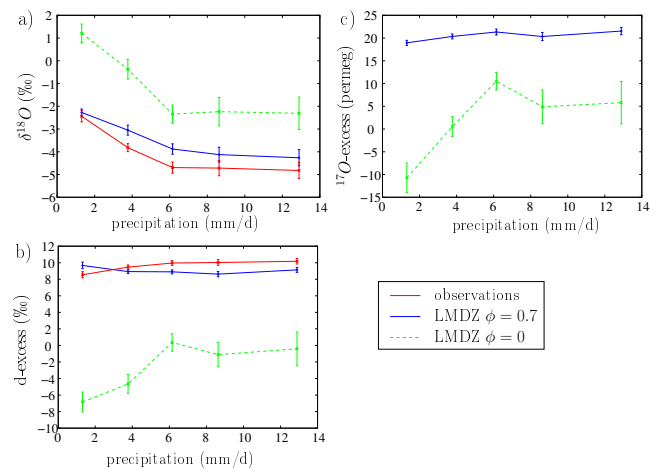 a)
2
1
0
−1
−2
−3
−4
−5
−6
δ¹⁸O (‰)
0 2 4 6 8 10 12 14
precipitation (mm/d)
c)
25
20
15
10
5
0
−5
−10
−15
¹⁷O-excess (permeg)
0 2 4 6 8 10 12 14
precipitation (mm/d)
b)
12
10
8
6
4
2
0
−2
−4
−6
−8
−10
d-excess (‰)
0 2 4 6 8 10 12 14
precipitation (mm/d)
observations
LMDZ ϕ = 0.7
LMDZ ϕ = 0